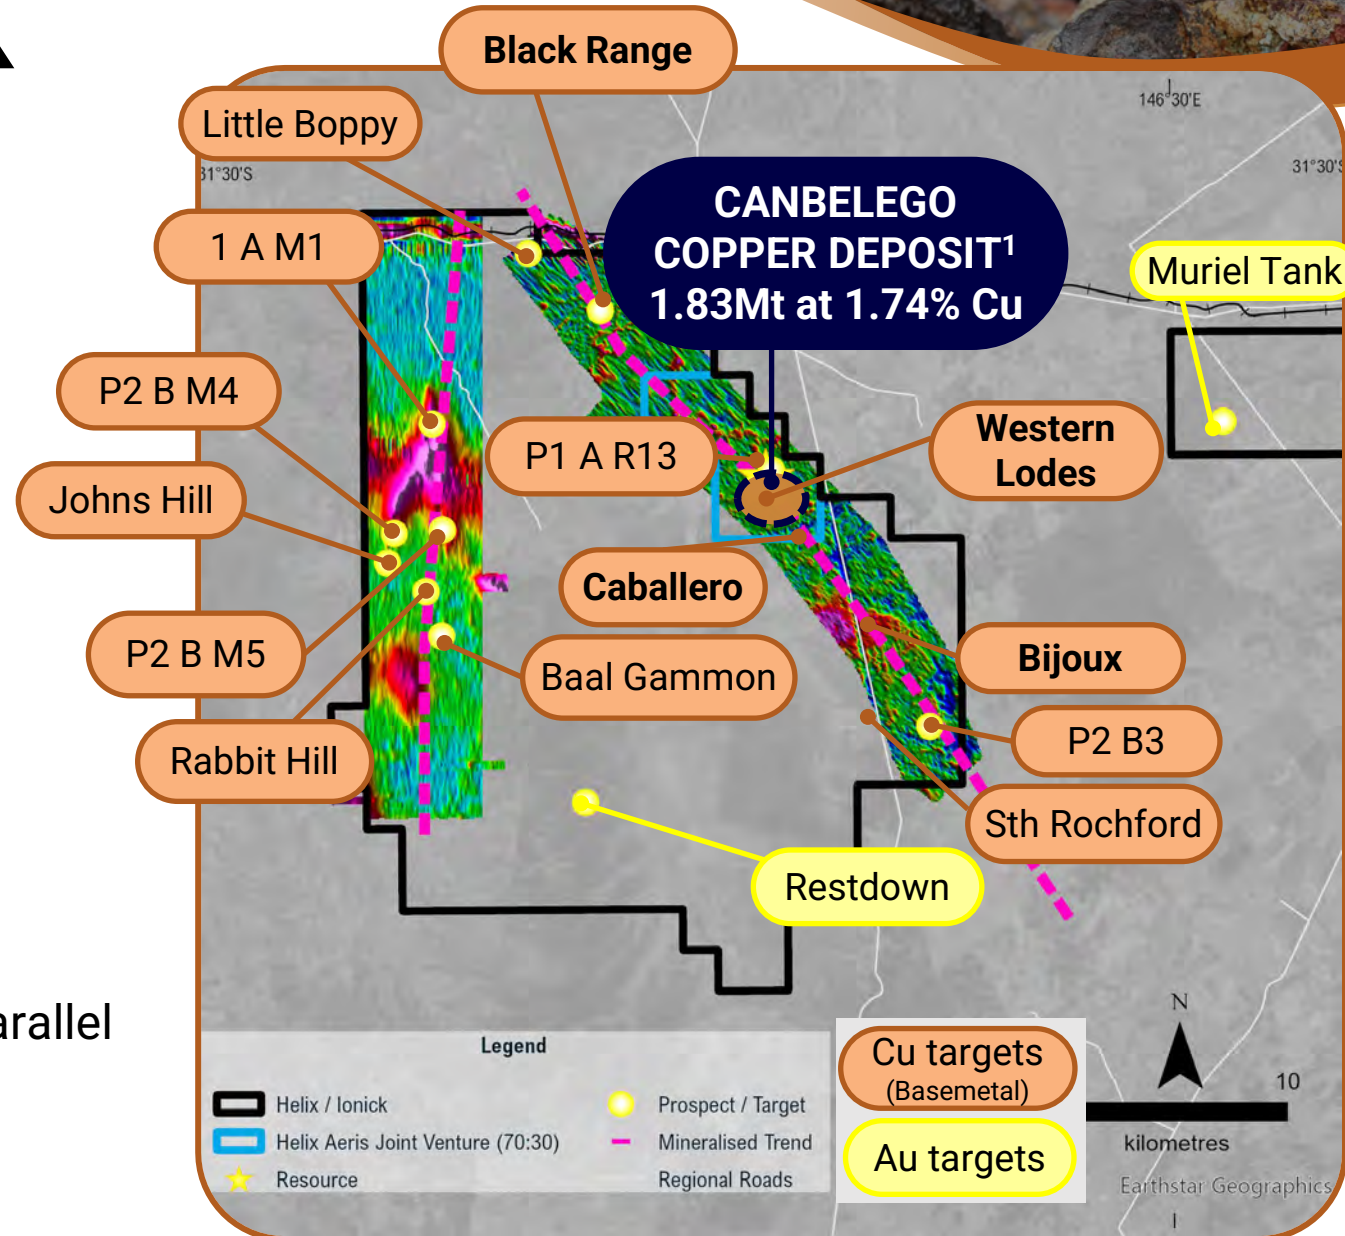 Black Range
Little Boppy
146°30'E
31°30'S
31°30'S
CANBELEGO
COPPER DEPOSIT¹
1.83Mt at 1.74% Cu
1 A M1
Muriel Tank
P2 B M4
P1 A R13
Western
Lodes
Johns Hill
Caballero
P2 B M5
Baal Gammon
Bijoux
Rabbit Hill
P2 B3
Sth Rochford
Restdown
arallel
Legend
Helix / Ionick
Prospect / Target
Helix Aeris Joint Venture (70:30)
Mineralised Trend
Resource
Regional Roads
Cu targets
(Basemetal)
Au targets
N
10
kilometres
Earthstar Geographics